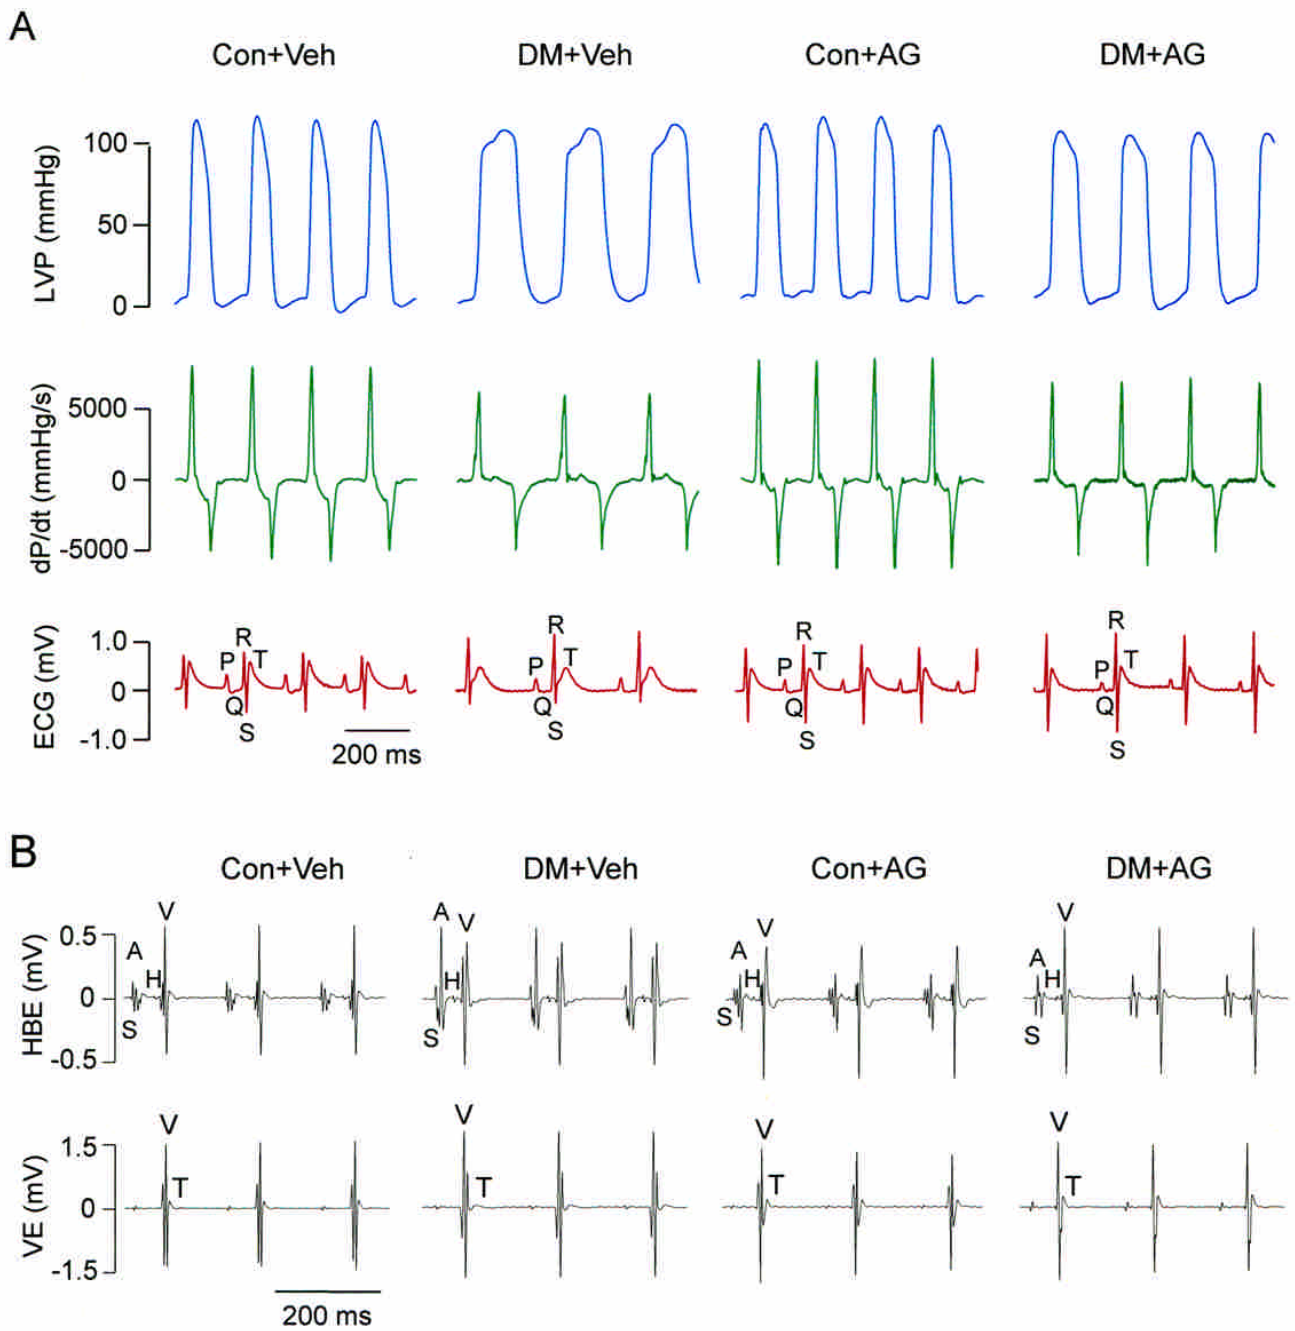 A
Con+Veh DM+Veh Con+AG DM+AG
LVP (mmHg)
100
50
0
dP/dt (mmHg/s)
5000
0
-5000
ECG (mV)
1.0
0
-1.0
P R T Q S
P R T Q S
P R T Q S
P R T Q S
200 ms
B
Con+Veh DM+Veh Con+AG DM+AG
HBE (mV)
0.5
0
-0.5
A H V S
A H V S
A H V S
A H V S
VE (mV)
1.5
0
-1.5
V T
V T
V T
V T
200 ms